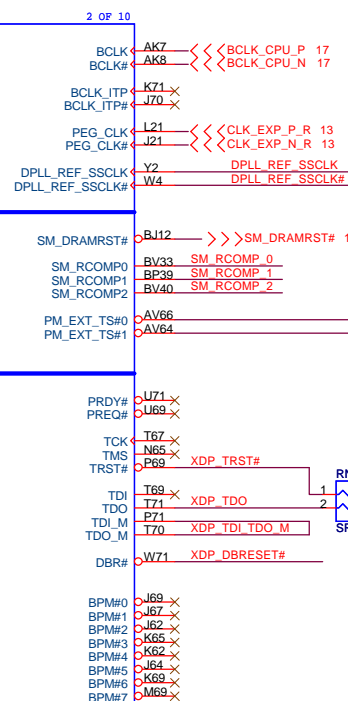 2 OF 10
BCLK AK7 BCLK_CPU_P 17
BCLK# AK8 BCLK_CPU_N 17
BCLK_ITP K71
BCLK_ITP# J70
PEG_CLK L21 CLK_EXP_P_R 13
PEG_CLK# J21 CLK_EXP_N_R 13
DPLL_REF_SSCLK Y2 DPLL_REF_SSCLK
DPLL_REF_SSCLK# W4 DPLL_REF_SSCLK#
SM_DRAMRST# BJ12 SM_DRAMRST# 1
SM_RCOMP0 BV33 SM_RCOMP_0
SM_RCOMP1 BP39 SM_RCOMP_1
SM_RCOMP2 BV40 SM_RCOMP_2
PM_EXT_TS#0 AV66
PM_EXT_TS#1 AV64
PRDY# U71
PREQ# U69
TCK T67
TMS N65
TRST# P69 XDP_TRST#
RN
TDI T69 1
TDO T71 XDP_TDO 2
TDI_M P71
TDO_M T70 XDP_TDI_TDO_M
DBR# W71 XDP_DBRESET#
BPM#0 J69
BPM#1 J67
BPM#2 J62
BPM#3 K65
BPM#4 K62
BPM#5 J64
BPM#6 K69
BPM#7 M69